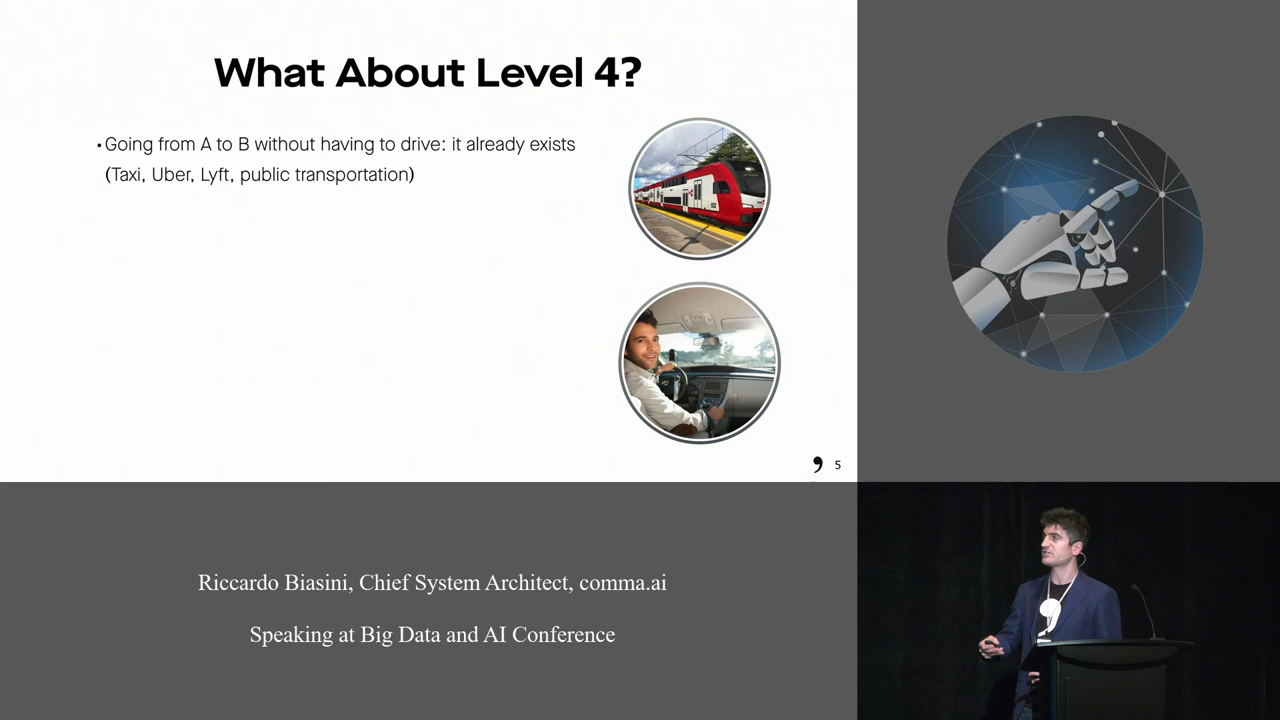 What About Level 4?
• Going from A to B without having to drive: it already exists
(Taxi, Uber, Lyft, public transportation)
5
Riccardo Biasini, Chief System Architect, comma.ai
Speaking at Big Data and AI Conference